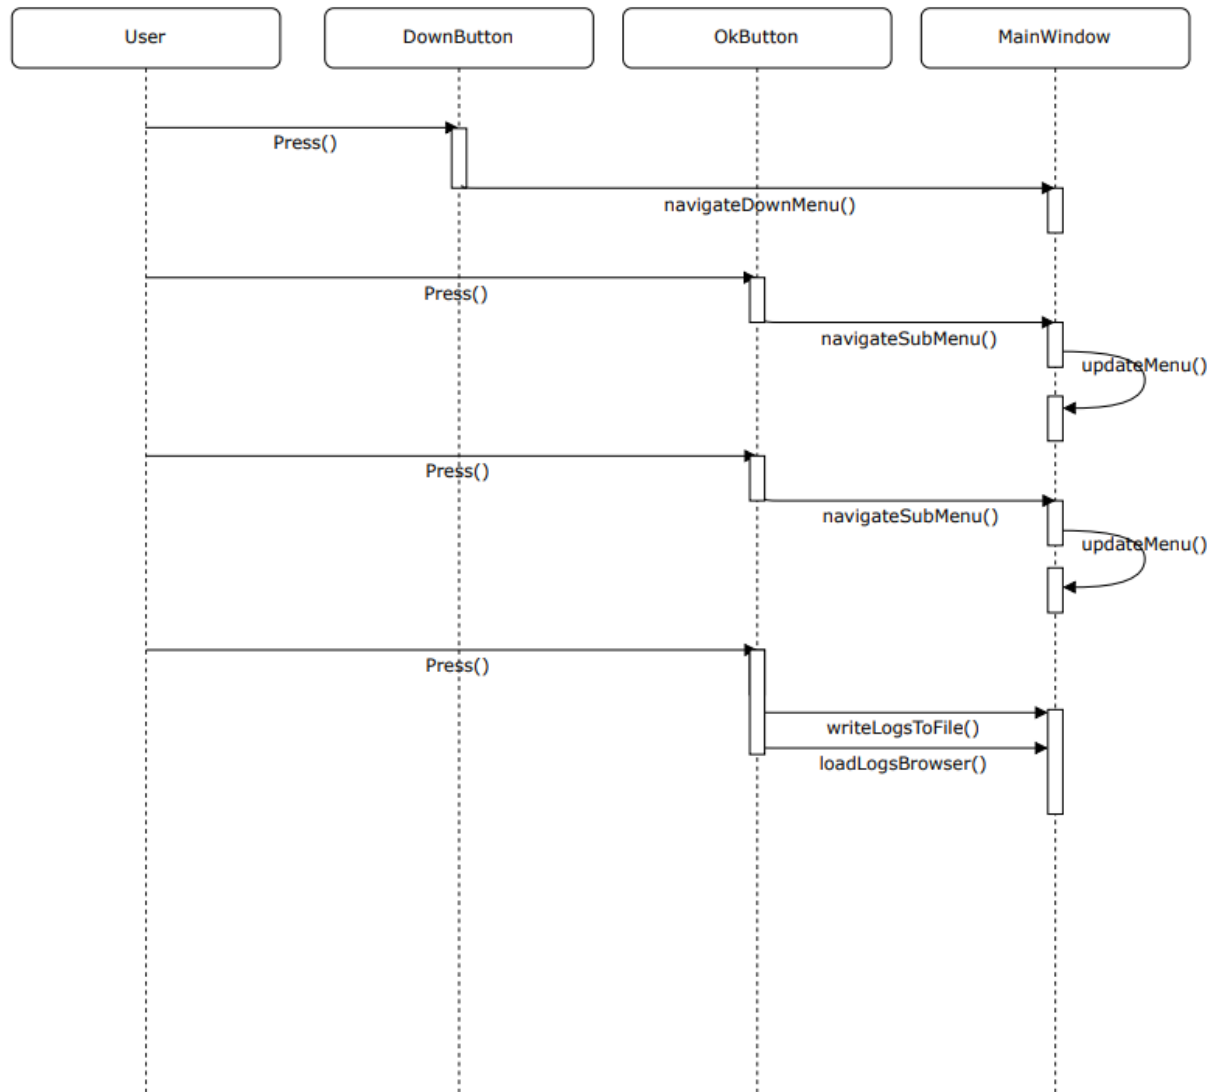 User
DownButton
OkButton
MainWindow
Press()
navigateDownMenu()
Press()
navigateSubMenu()
updateMenu()
Press()
navigateSubMenu()
updateMenu()
Press()
writeLogsToFile()
loadLogsBrowser()